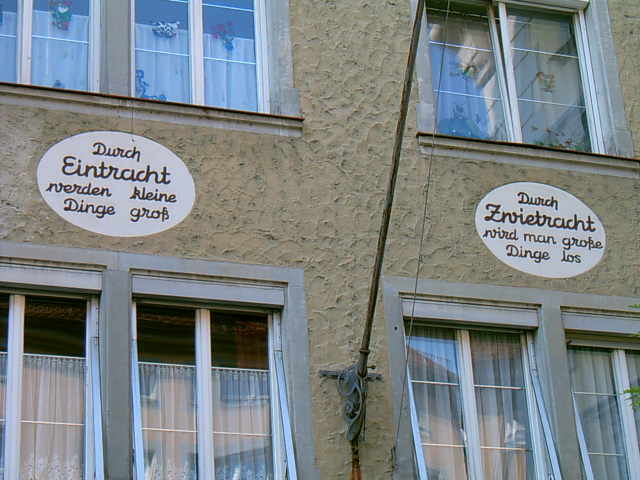 Durch
Eintracht
werden kleine
Dinge groß
Durch
Zwietracht
wird man große
Dinge los